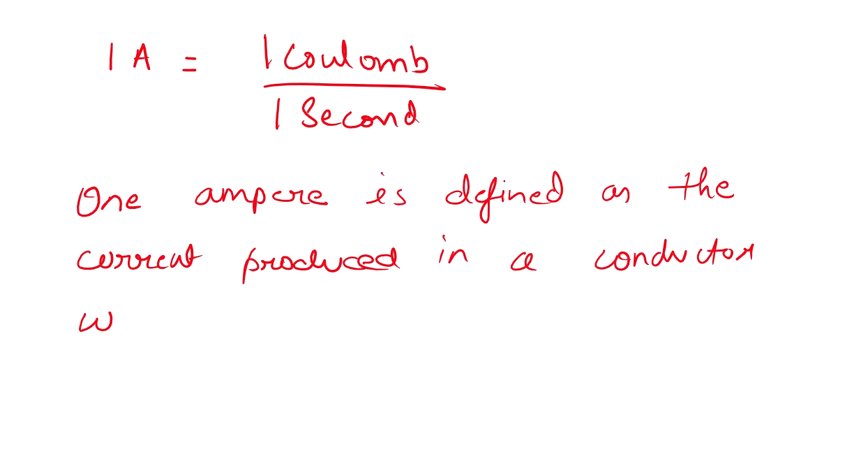 1 A = 1 Coulomb
1 Second
One ampere is defined as the
current produced in a conductor
w